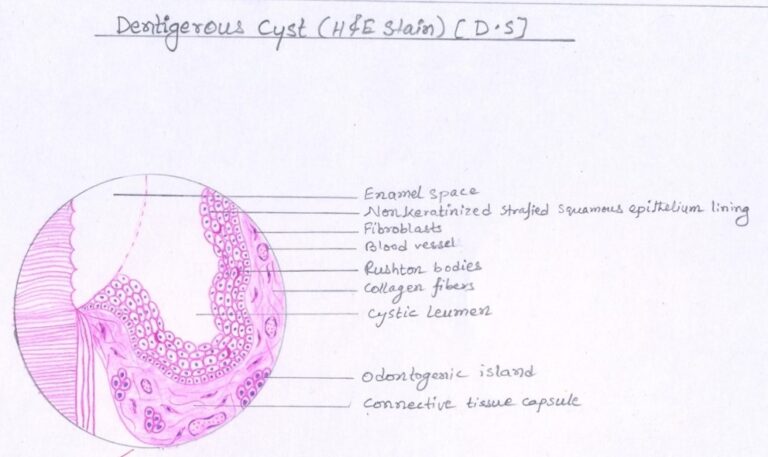 Dentigerous Cyst (H&E Stain) [D.S]
Enamel space
Nonkeratinized strafied squamous epithelium lining
Fibroblasts
Blood vessel
Rushton bodies
Collagen fibers
Cystic leumen
Odontogenic island
Connective tissue capsule